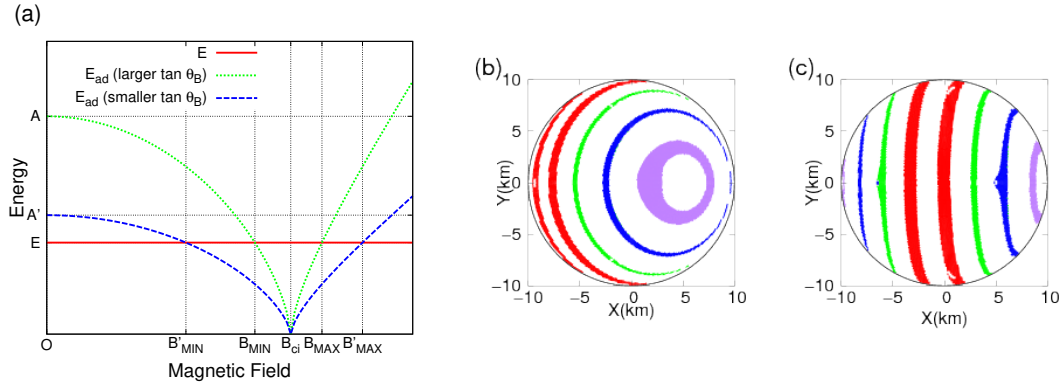 (a)
E
E_ad (larger tan θ_B)
E_ad (smaller tan θ_B)
A
A'
E
Energy
O B'_MIN B_MIN B_ci B_MAX B'_MAX
Magnetic Field
(b)
10
5
0
−5
−10
Y(km)
−10 −5 0 5 10
X(km)
(c)
10
5
0
−5
−10
Y(km)
−10 −5 0 5 10
X(km)